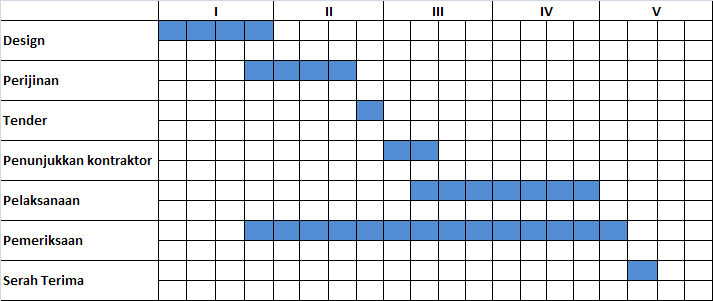 I II III IV V
Design
Perijinan
Tender
Penunjukkan kontraktor
Pelaksanaan
Pemeriksaan
Serah Terima